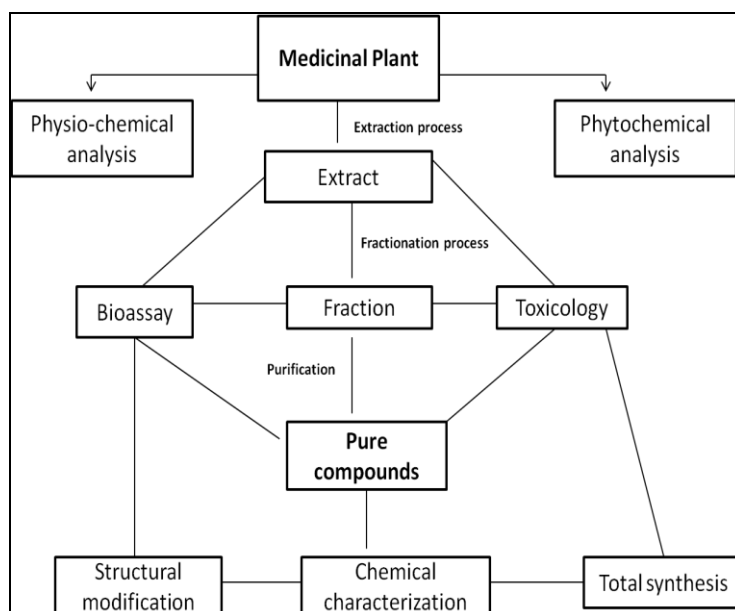 Medicinal Plant
Physio-chemical
analysis
Extraction process
Phytochemical
analysis
Extract
Fractionation process
Bioassay
Fraction
Toxicology
Purification
Pure
compounds
Structural
modification
Chemical
characterization
Total synthesis